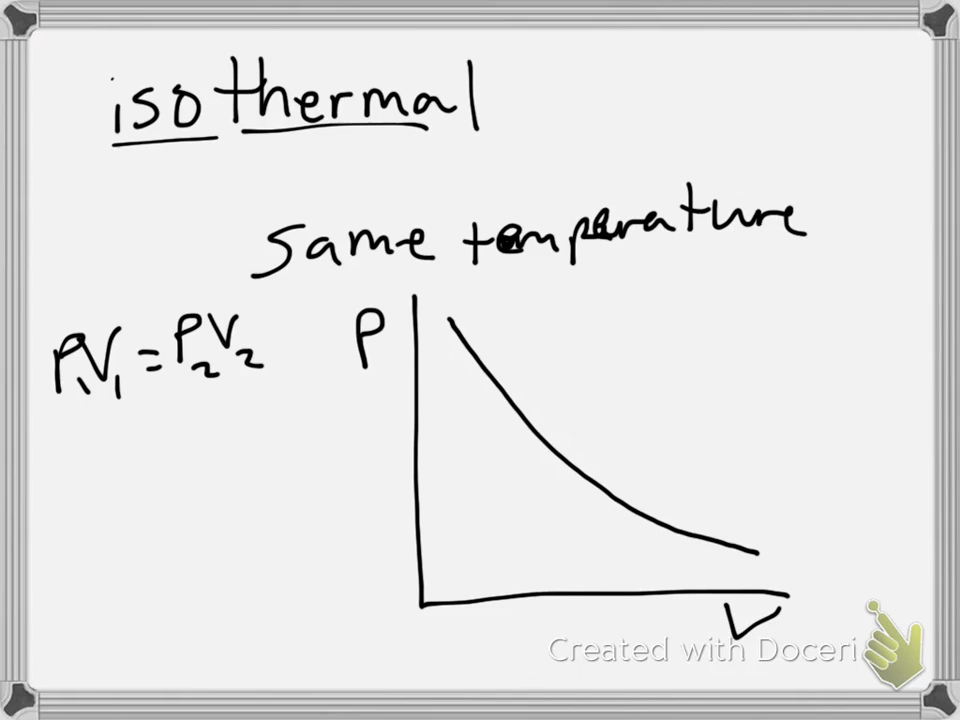 isothermal
same temperature
P₁V₁ = P₂V₂
P
V
Created with Doceri